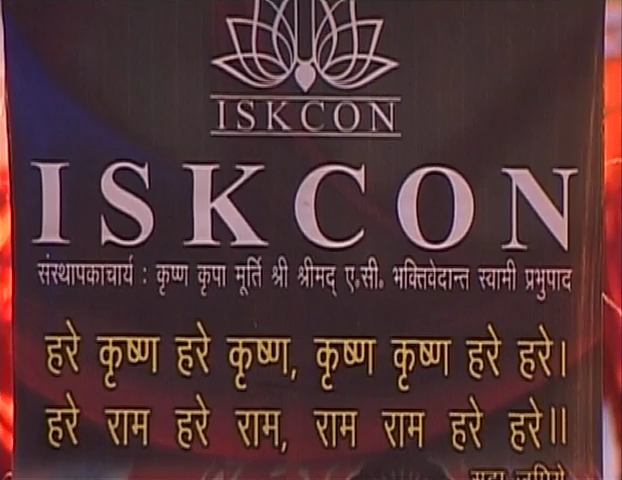 ISKCON
ISKCON
संस्थापकाचार्य : कृष्ण कृपा मूर्ति श्री श्रीमद् ए॰सी॰ भक्तिवेदान्त स्वामी प्रभुपाद
हरे कृष्ण हरे कृष्ण, कृष्ण कृष्ण हरे हरे।
हरे राम हरे राम, राम राम हरे हरे॥